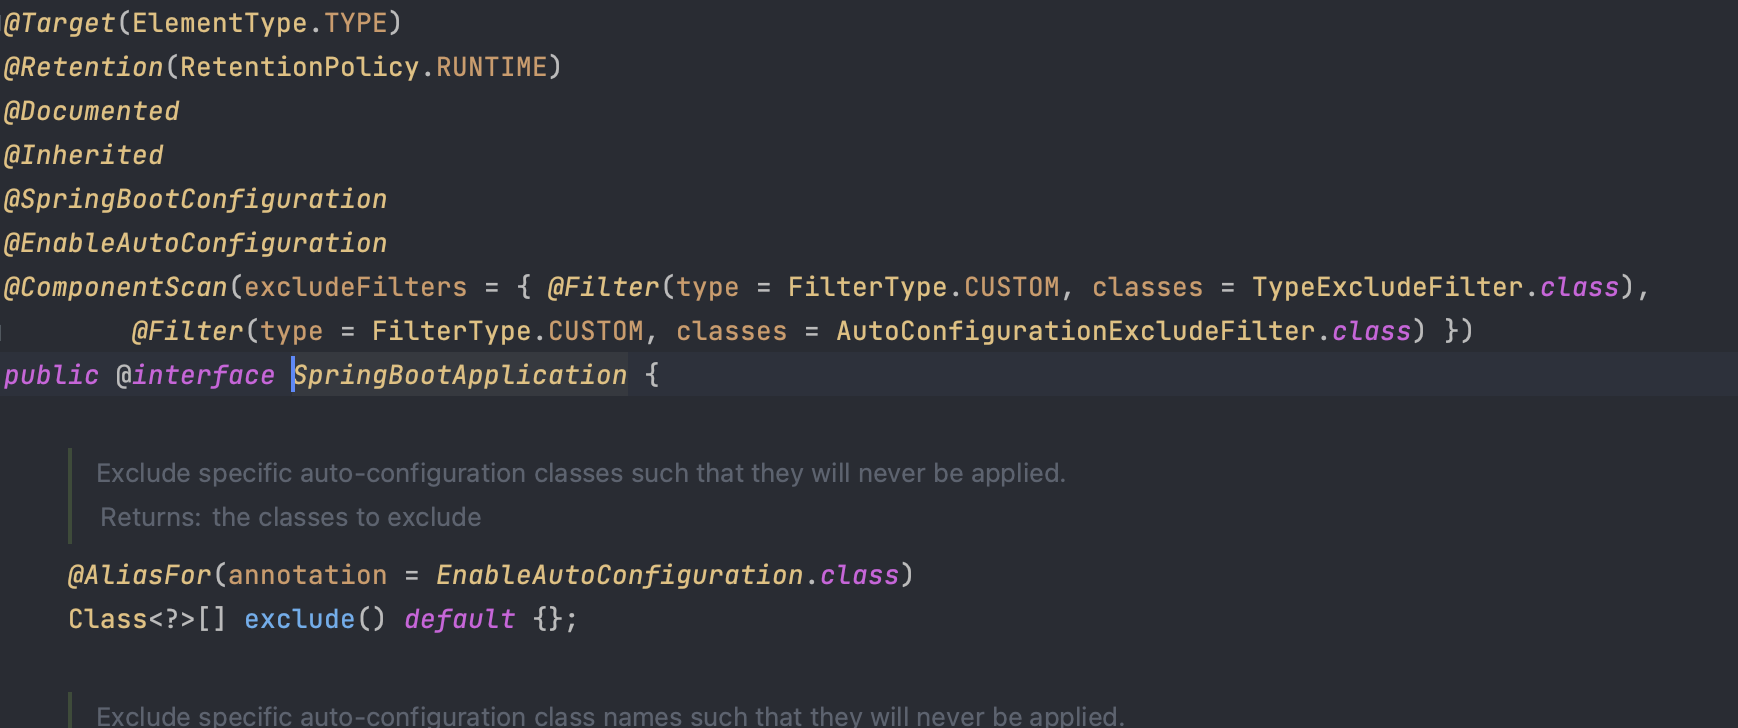 @Target(ElementType.TYPE)
@Retention(RetentionPolicy.RUNTIME)
@Documented
@Inherited
@SpringBootConfiguration
@EnableAutoConfiguration
@ComponentScan(excludeFilters = { @Filter(type = FilterType.CUSTOM, classes = TypeExcludeFilter.class),
@Filter(type = FilterType.CUSTOM, classes = AutoConfigurationExcludeFilter.class) })
public @interface SpringBootApplication {
Exclude specific auto-configuration classes such that they will never be applied.
Returns: the classes to exclude
@AliasFor(annotation = EnableAutoConfiguration.class)
Class<?>[] exclude() default {};
Exclude specific auto-configuration class names such that they will never be applied.